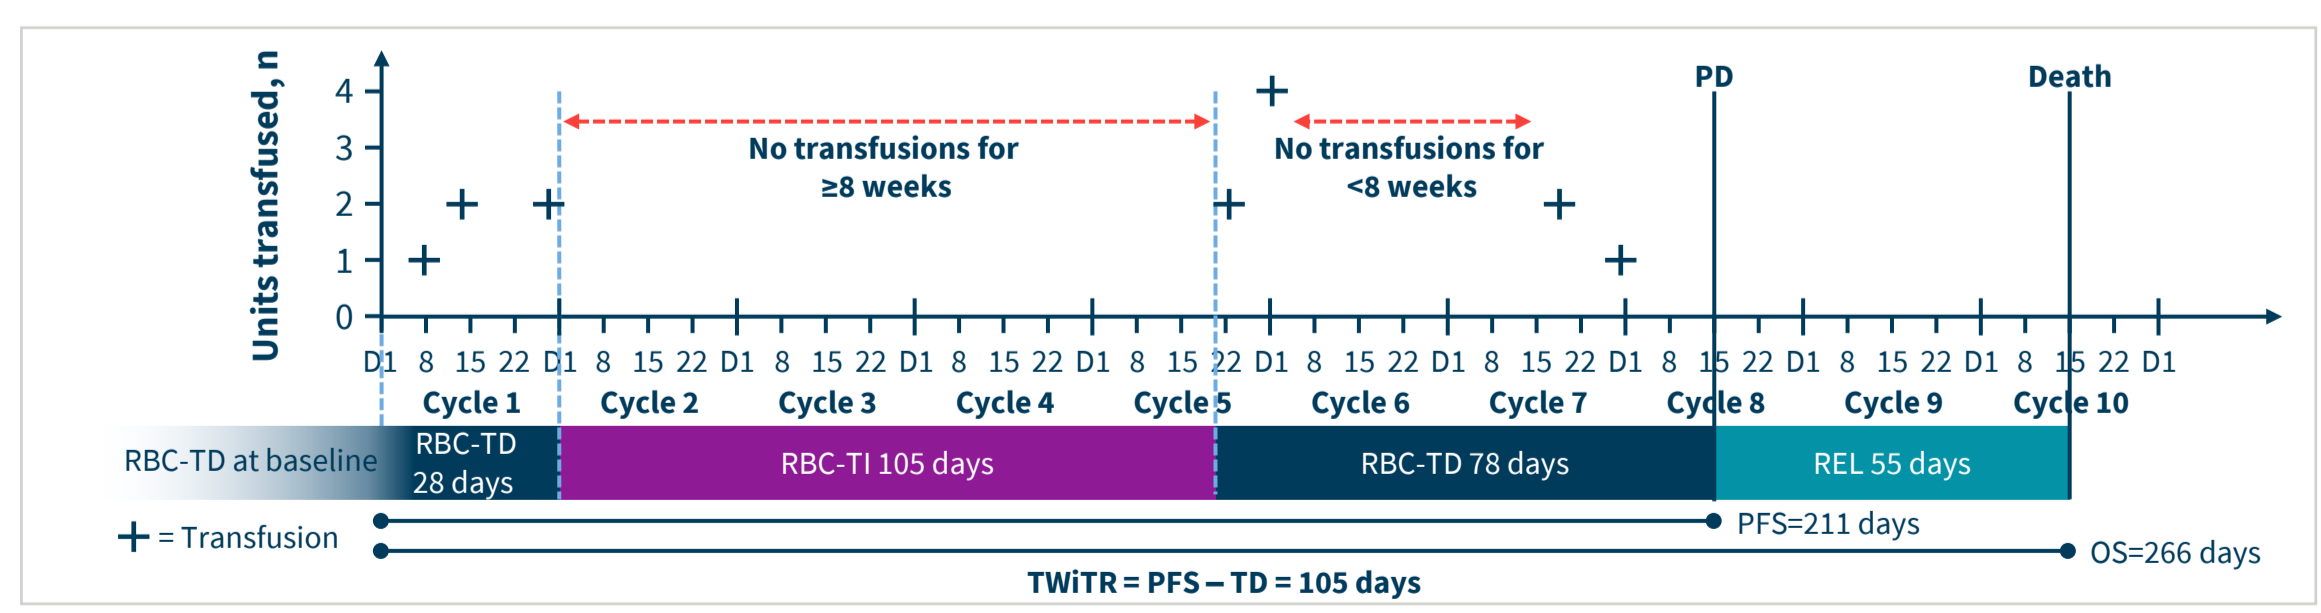 Units transfused, n
4
3
2
1
0
PD
Death
No transfusions for
≥8 weeks
No transfusions for
<8 weeks
D1 8 15 22 D1 8 15 22 D1 8 15 22 D1 8 15 22 D1 8 15 22 D1 8 15 22 D1 8 15 22 D1 8 15 22 D1 8 15 22 D1 8 15 22 D1
Cycle 1 Cycle 2 Cycle 3 Cycle 4 Cycle 5 Cycle 6 Cycle 7 Cycle 8 Cycle 9 Cycle 10
RBC-TD at baseline
RBC-TD
28 days
RBC-TI 105 days
RBC-TD 78 days
REL 55 days
+ = Transfusion
PFS=211 days
OS=266 days
TWiTR = PFS – TD = 105 days